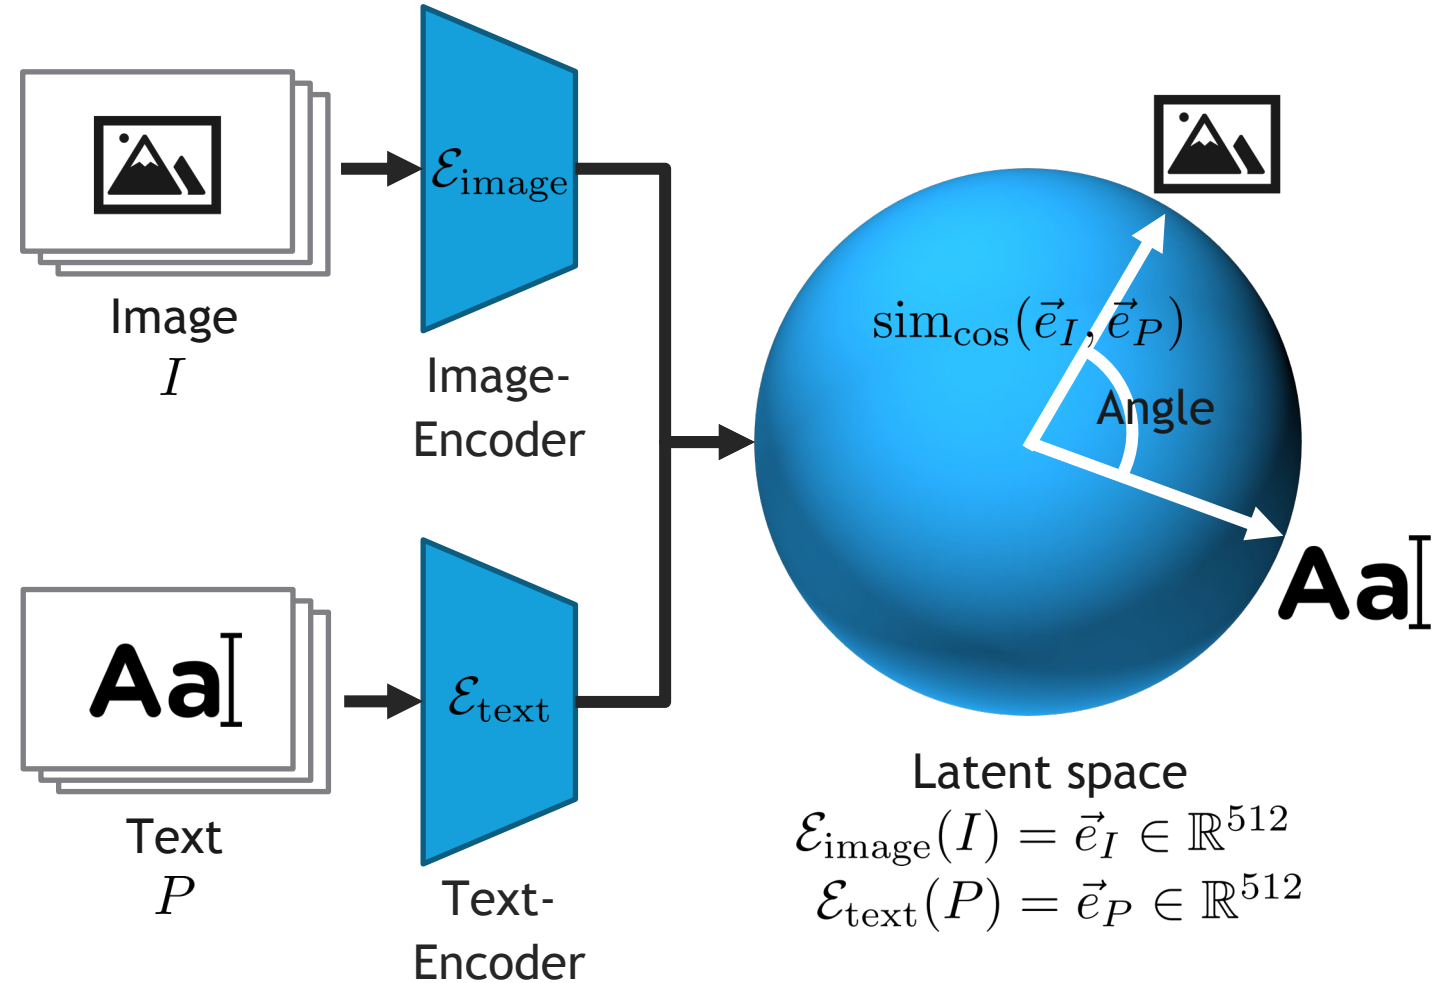 Image
I
ℰimage
Image-
Encoder
Aa
Text
P
ℰtext
Text-
Encoder
simcos(e⃗I, e⃗P)
Angle
Aa
Latent space
ℰimage(I) = e⃗I ∈ ℝ⁵¹²
ℰtext(P) = e⃗P ∈ ℝ⁵¹²